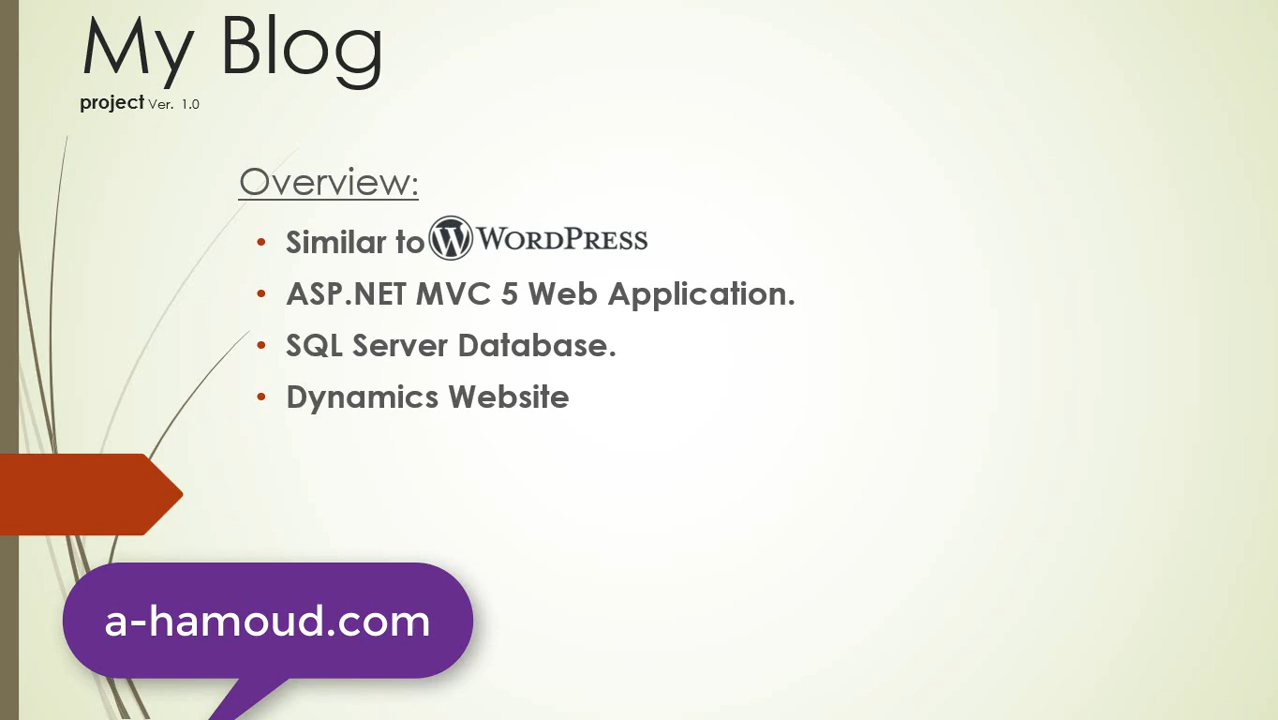 My Blog
project Ver. 1.0
Overview:
• Similar to WORDPRESS
• ASP.NET MVC 5 Web Application.
• SQL Server Database.
• Dynamics Website
a-hamoud.com